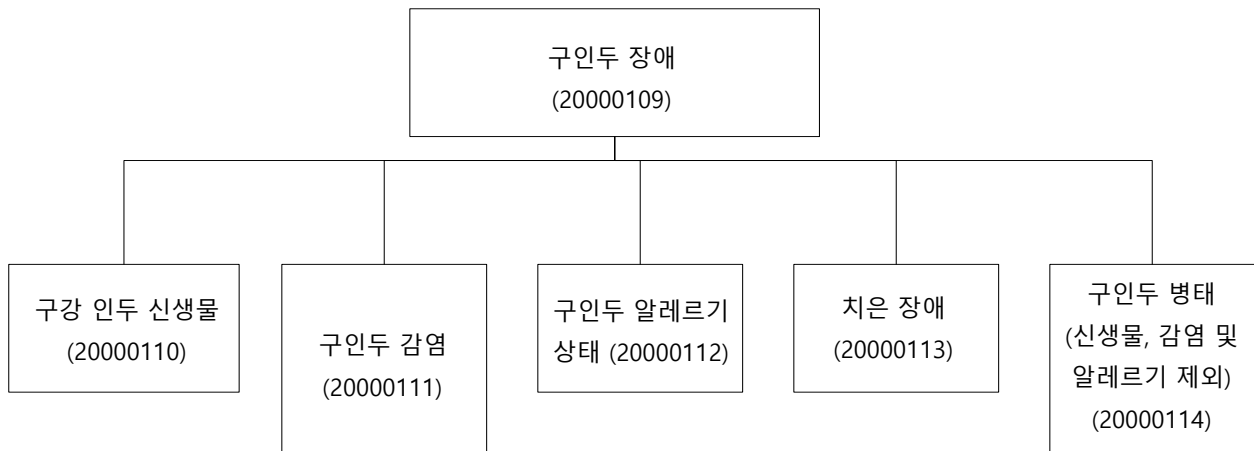 구인두 장애
(20000109)
구강 인두 신생물
(20000110)
구인두 감염
(20000111)
구인두 알레르기
상태 (20000112)
치은 장애
(20000113)
구인두 병태
(신생물, 감염 및
알레르기 제외)
(20000114)